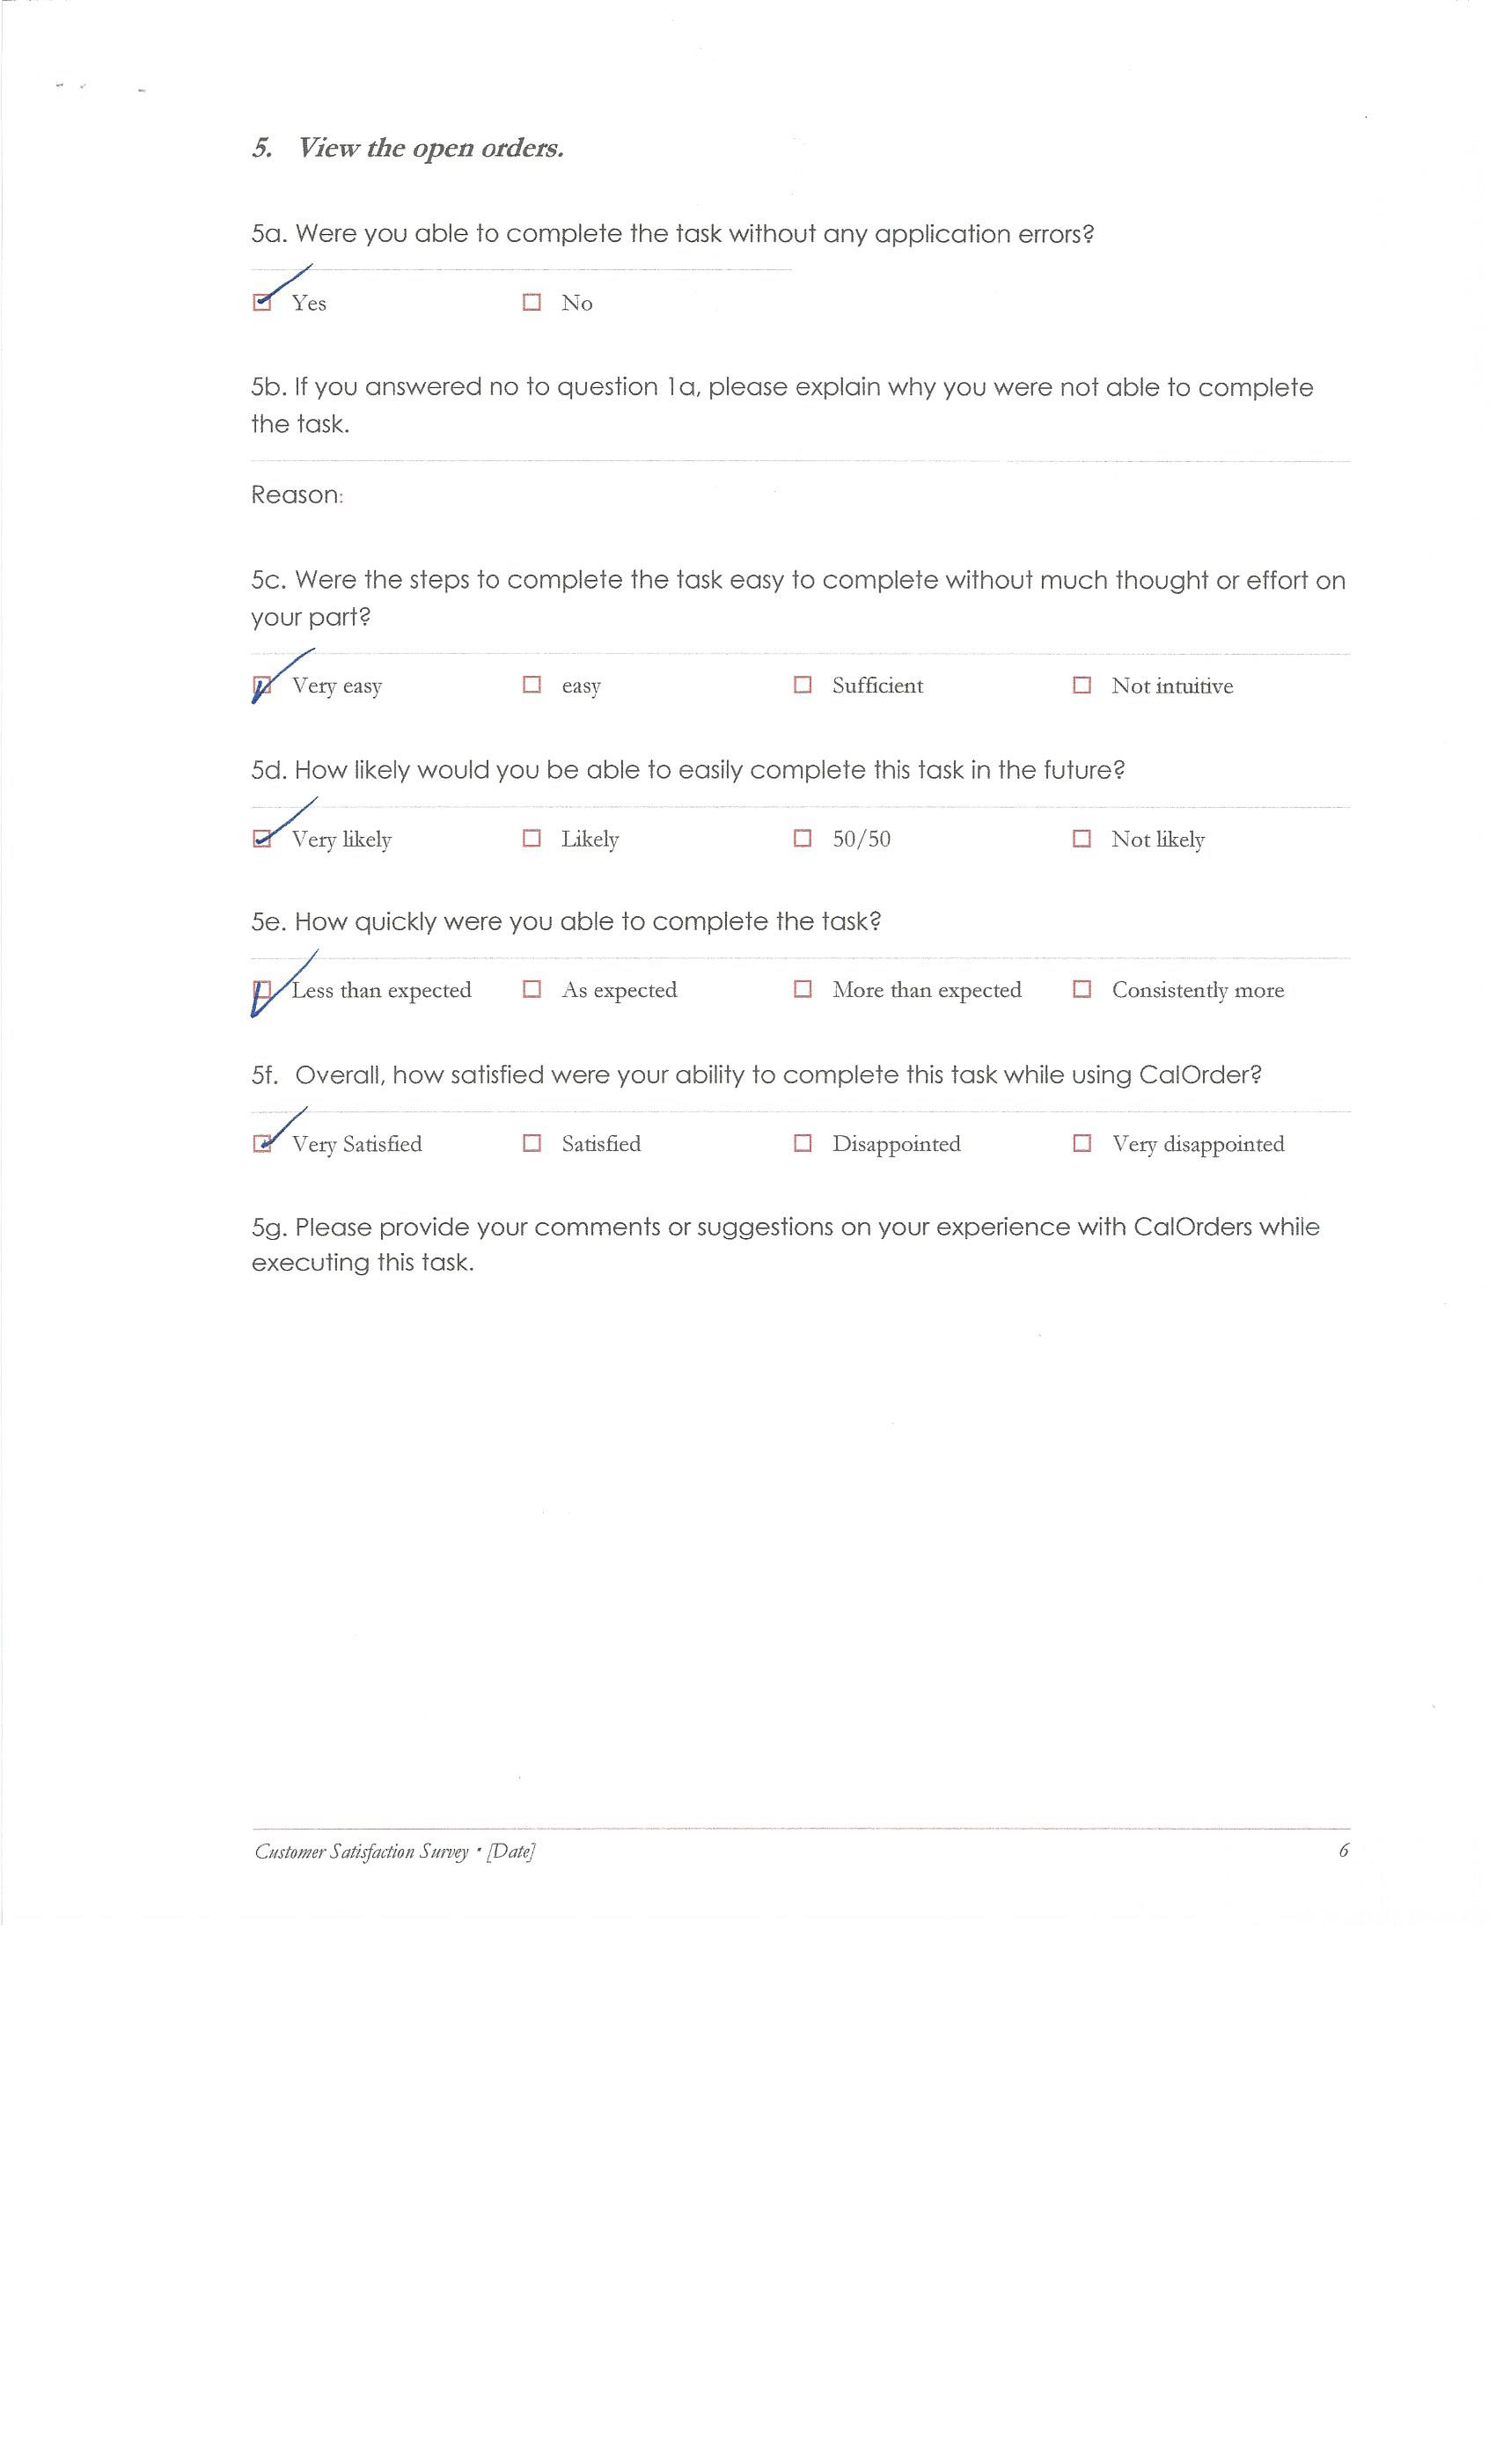 5. View the open orders.
5a. Were you able to complete the task without any application errors?
Yes No
5b. If you answered no to question 1a, please explain why you were not able to complete
the task.
Reason:
5c. Were the steps to complete the task easy to complete without much thought or effort on
your part?
Very easy easy Sufficient Not intuitive
5d. How likely would you be able to easily complete this task in the future?
Very likely Likely 50/50 Not likely
5e. How quickly were you able to complete the task?
Less than expected As expected More than expected Consistently more
5f. Overall, how satisfied were your ability to complete this task while using CalOrder?
Very Satisfied Satisfied Disappointed Very disappointed
5g. Please provide your comments or suggestions on your experience with CalOrders while
executing this task.
Customer Satisfaction Survey • [Date] 6